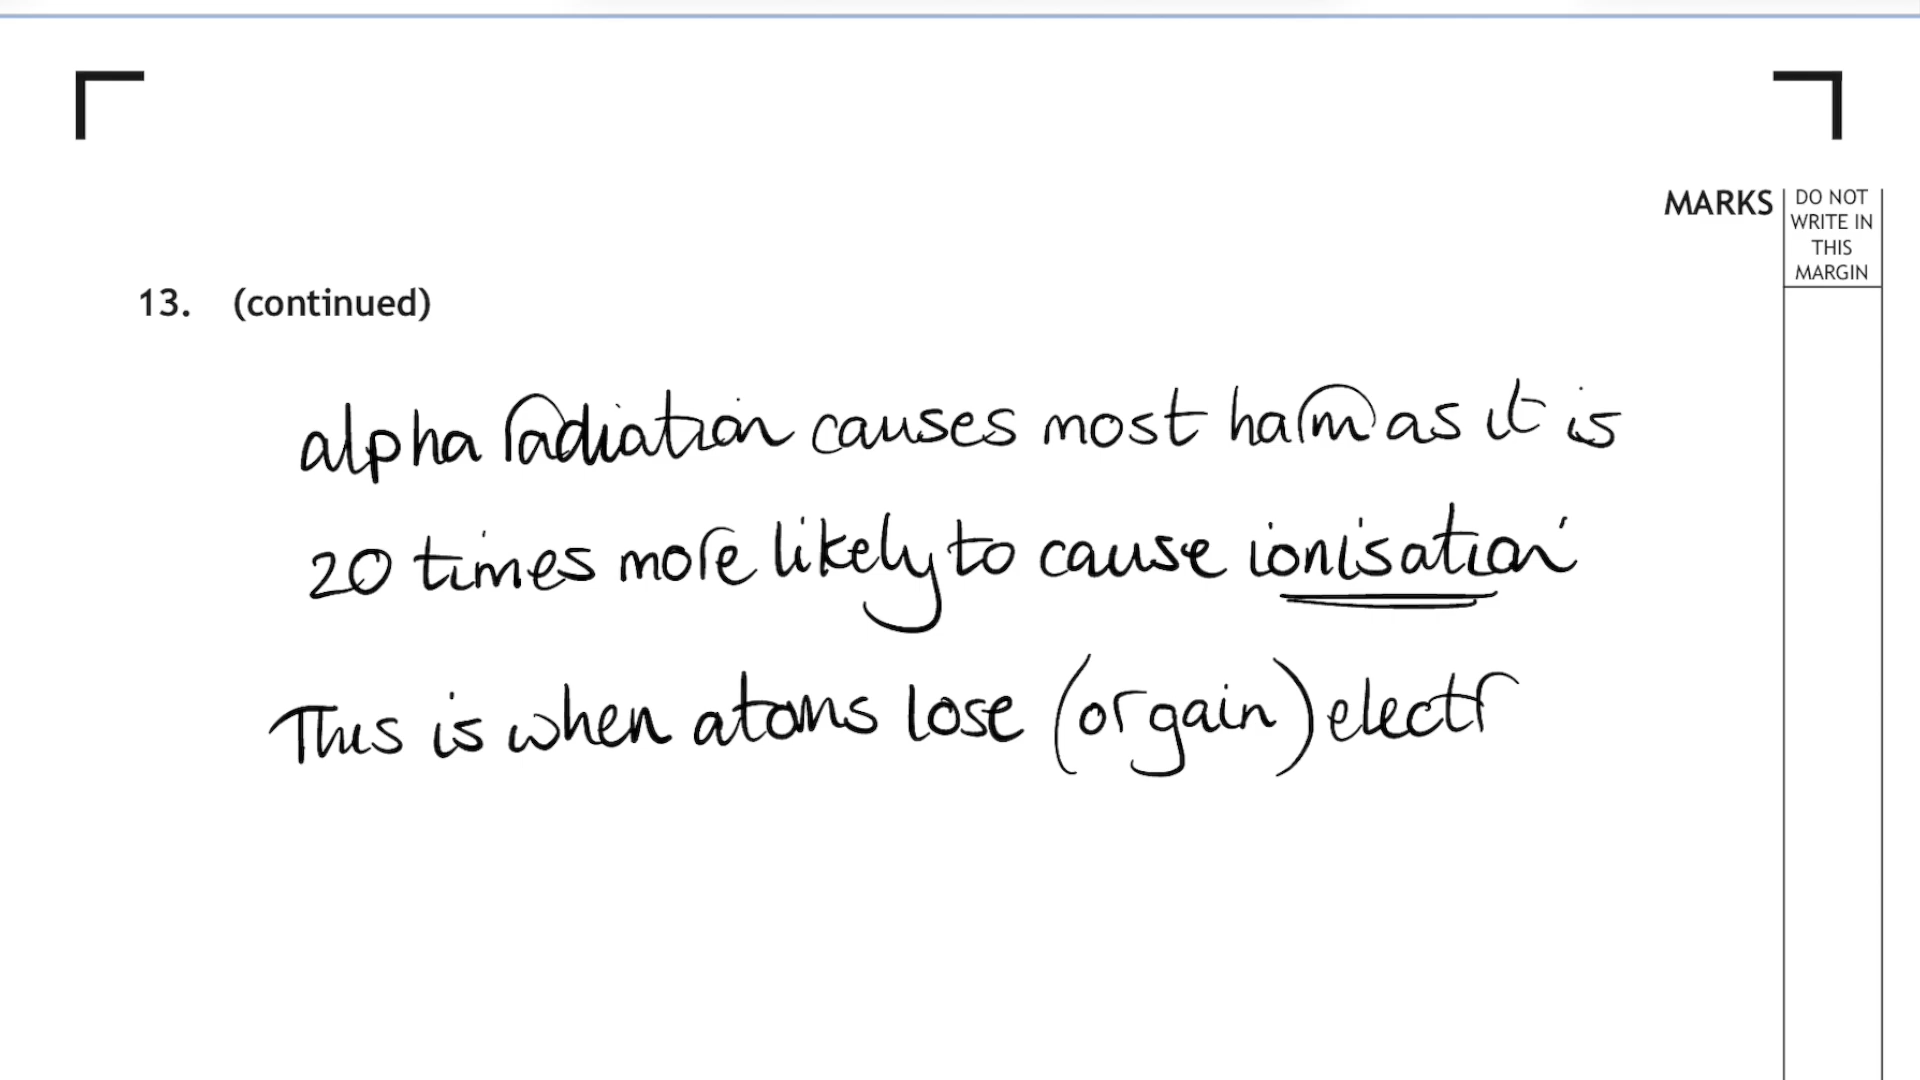 MARKS
DO NOT
WRITE IN
THIS
MARGIN
13. (continued)
alpha radiation causes most harm as it is
20 times more likely to cause ionisation
This is when atoms lose (or gain) electr